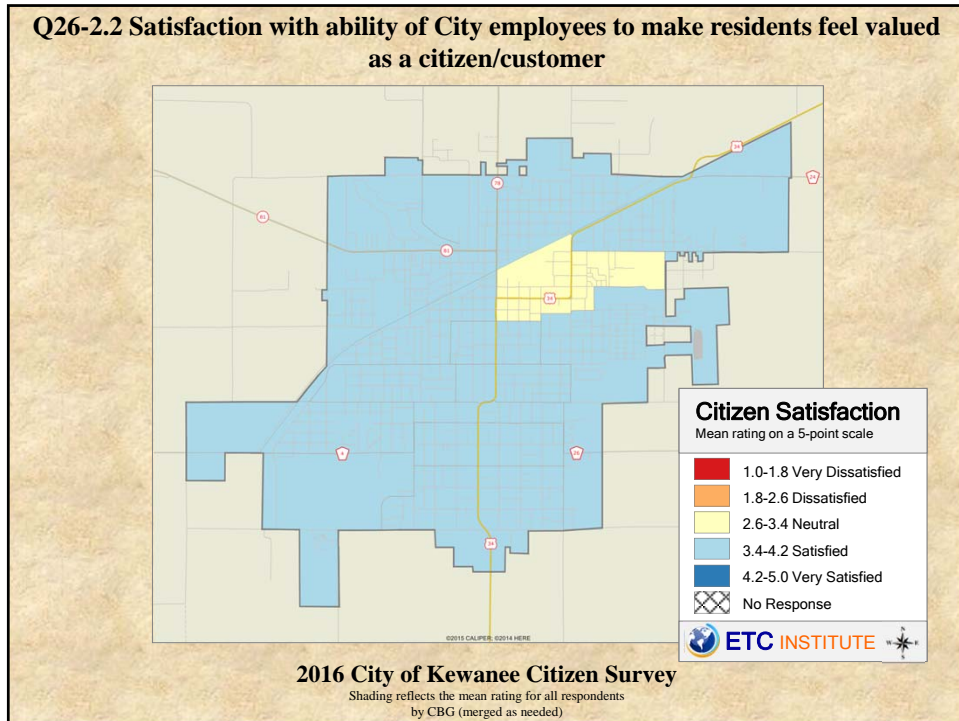 Q26-2.2 Satisfaction with ability of City employees to make residents feel valued
as a citizen/customer
34
78
24
81
81
34
4
26
34
©2015 CALIPER; ©2014 HERE
Citizen Satisfaction
Mean rating on a 5-point scale
1.0-1.8 Very Dissatisfied
1.8-2.6 Dissatisfied
2.6-3.4 Neutral
3.4-4.2 Satisfied
4.2-5.0 Very Satisfied
No Response
ETC INSTITUTE
N
W E
S
2016 City of Kewanee Citizen Survey
Shading reflects the mean rating for all respondents
by CBG (merged as needed)